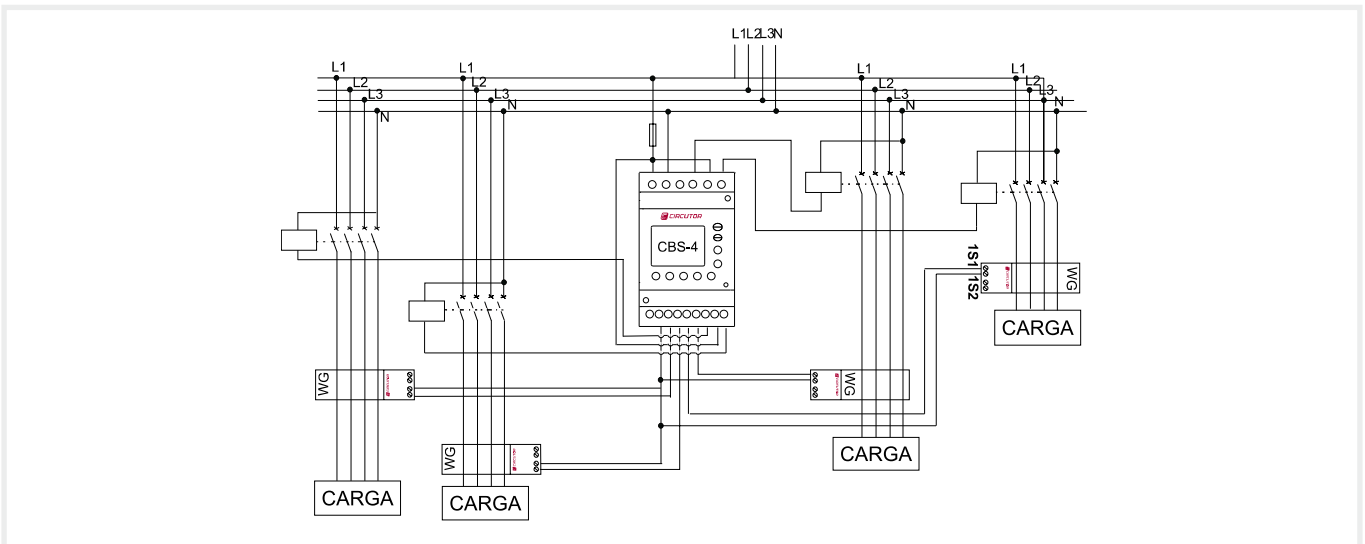 L1L2L3N
L1
L2
L3
N
L1
L2
L3
N
L1
L2
L3
N
L1
L2
L3
N
CIRCUTOR
CBS-4
1S1
1S2
WG
CARGA
WG
WG
WG
CARGA
CARGA
CARGA